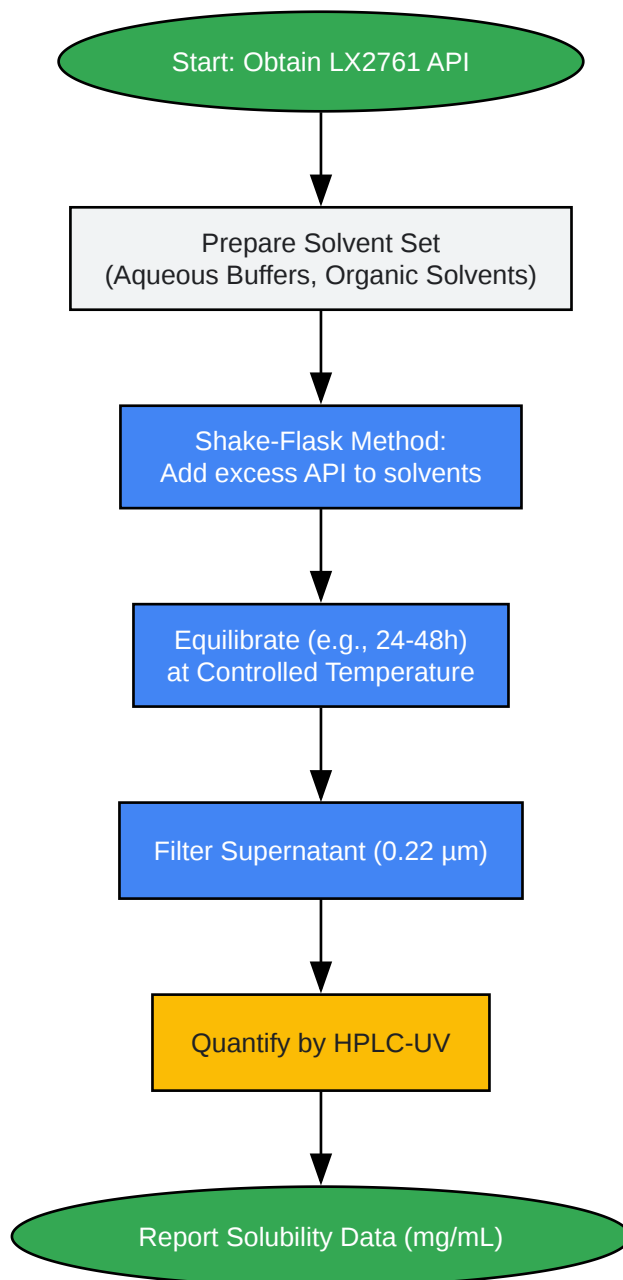 Start: Obtain LX2761 API
Prepare Solvent Set
(Aqueous Buffers, Organic Solvents)
Shake-Flask Method:
Add excess API to solvents
Equilibrate (e.g., 24-48h)
at Controlled Temperature
Filter Supernatant (0.22 µm)
Quantify by HPLC-UV
Report Solubility Data (mg/mL)